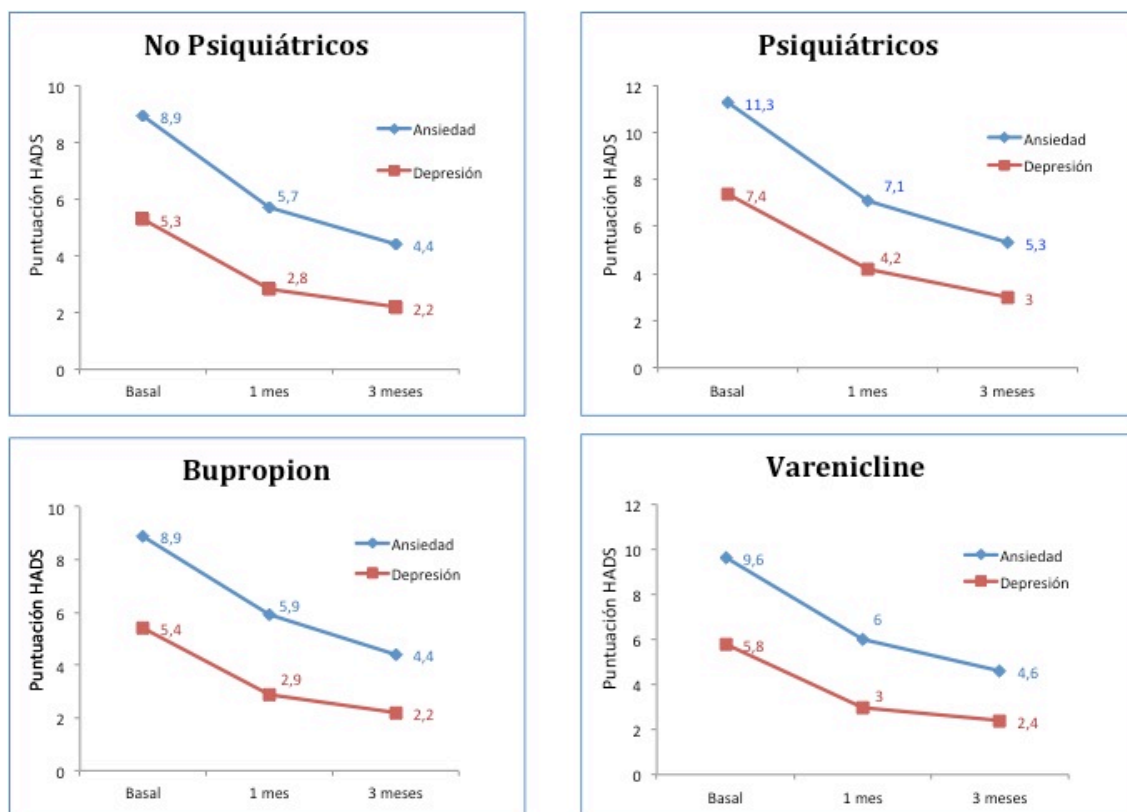 No Psiquiátricos
Puntuación HADS
10
8
6
4
2
0
8,9
5,7
4,4
5,3
2,8
2,2
Ansiedad
Depresión
Basal 1 mes 3 meses
Psiquiátricos
Puntuación HADS
12
10
8
6
4
2
0
11,3
7,1
5,3
7,4
4,2
3
Ansiedad
Depresión
Basal 1 mes 3 meses
Bupropion
Puntuación HADS
10
8
6
4
2
0
8,9
5,9
4,4
5,4
2,9
2,2
Ansiedad
Depresión
Basal 1 mes 3 meses
Varenicline
Puntuación HADS
12
10
8
6
4
2
0
9,6
6
4,6
5,8
3
2,4
Ansiedad
Depresión
Basal 1 mes 3 meses